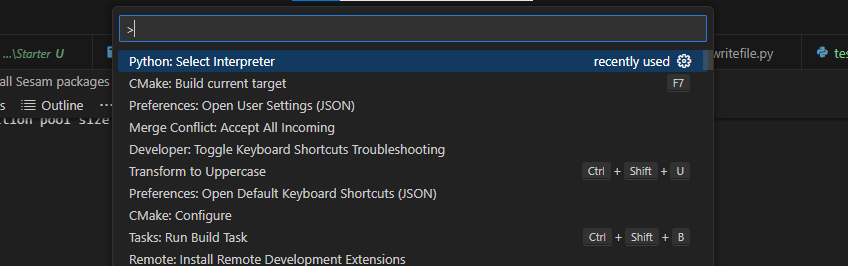 >
...\Starter U
writefile.py
tes
Python: Select Interpreter recently used
all Sesam packages
CMake: Build current target F7
s Outline ...
Preferences: Open User Settings (JSON)
ition pool size
Merge Conflict: Accept All Incoming
Developer: Toggle Keyboard Shortcuts Troubleshooting
Transform to Uppercase Ctrl + Shift + U
Preferences: Open Default Keyboard Shortcuts (JSON)
CMake: Configure
Tasks: Run Build Task Ctrl + Shift + B
Remote: Install Remote Development Extensions